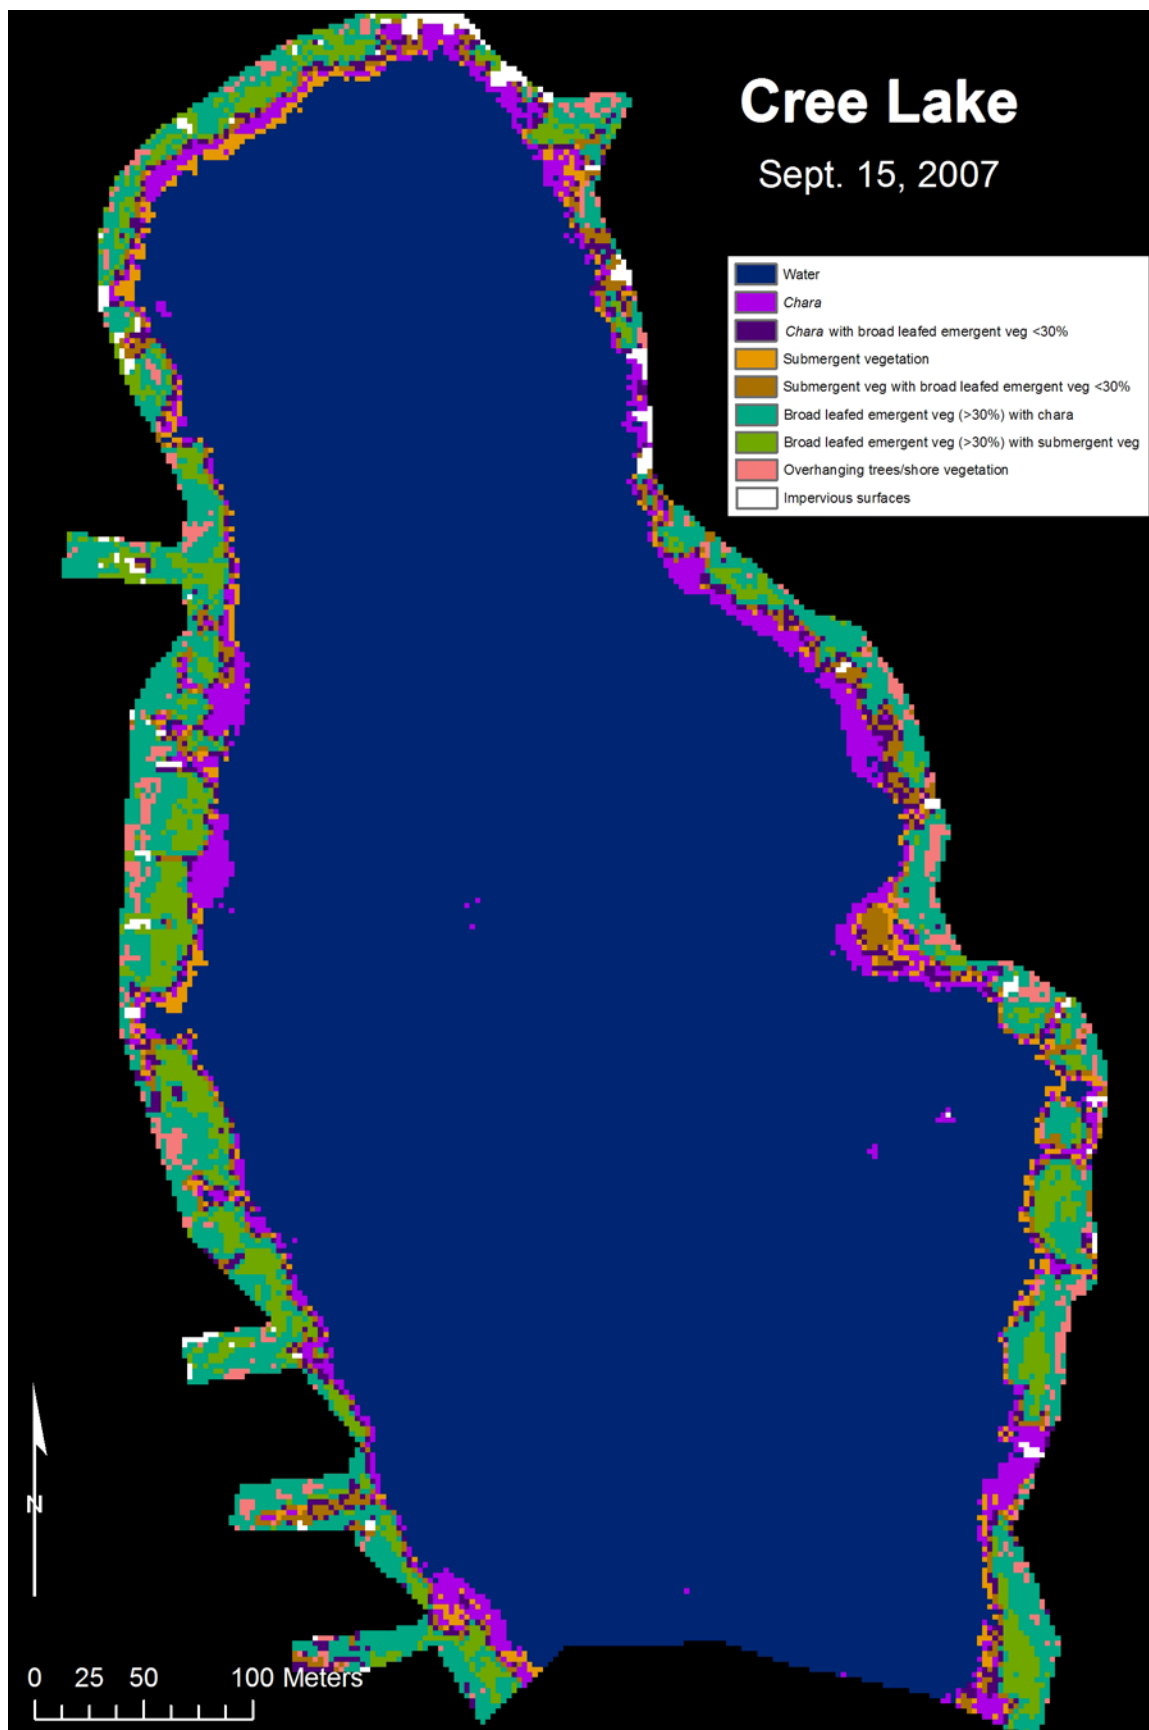 Cree Lake
Sept. 15, 2007
Water
Chara
Chara with broad leafed emergent veg <30%
Submergent vegetation
Submergent veg with broad leafed emergent veg <30%
Broad leafed emergent veg (>30%) with chara
Broad leafed emergent veg (>30%) with submergent veg
Overhanging trees/shore vegetation
Impervious surfaces
N
0 25 50 100 Meters